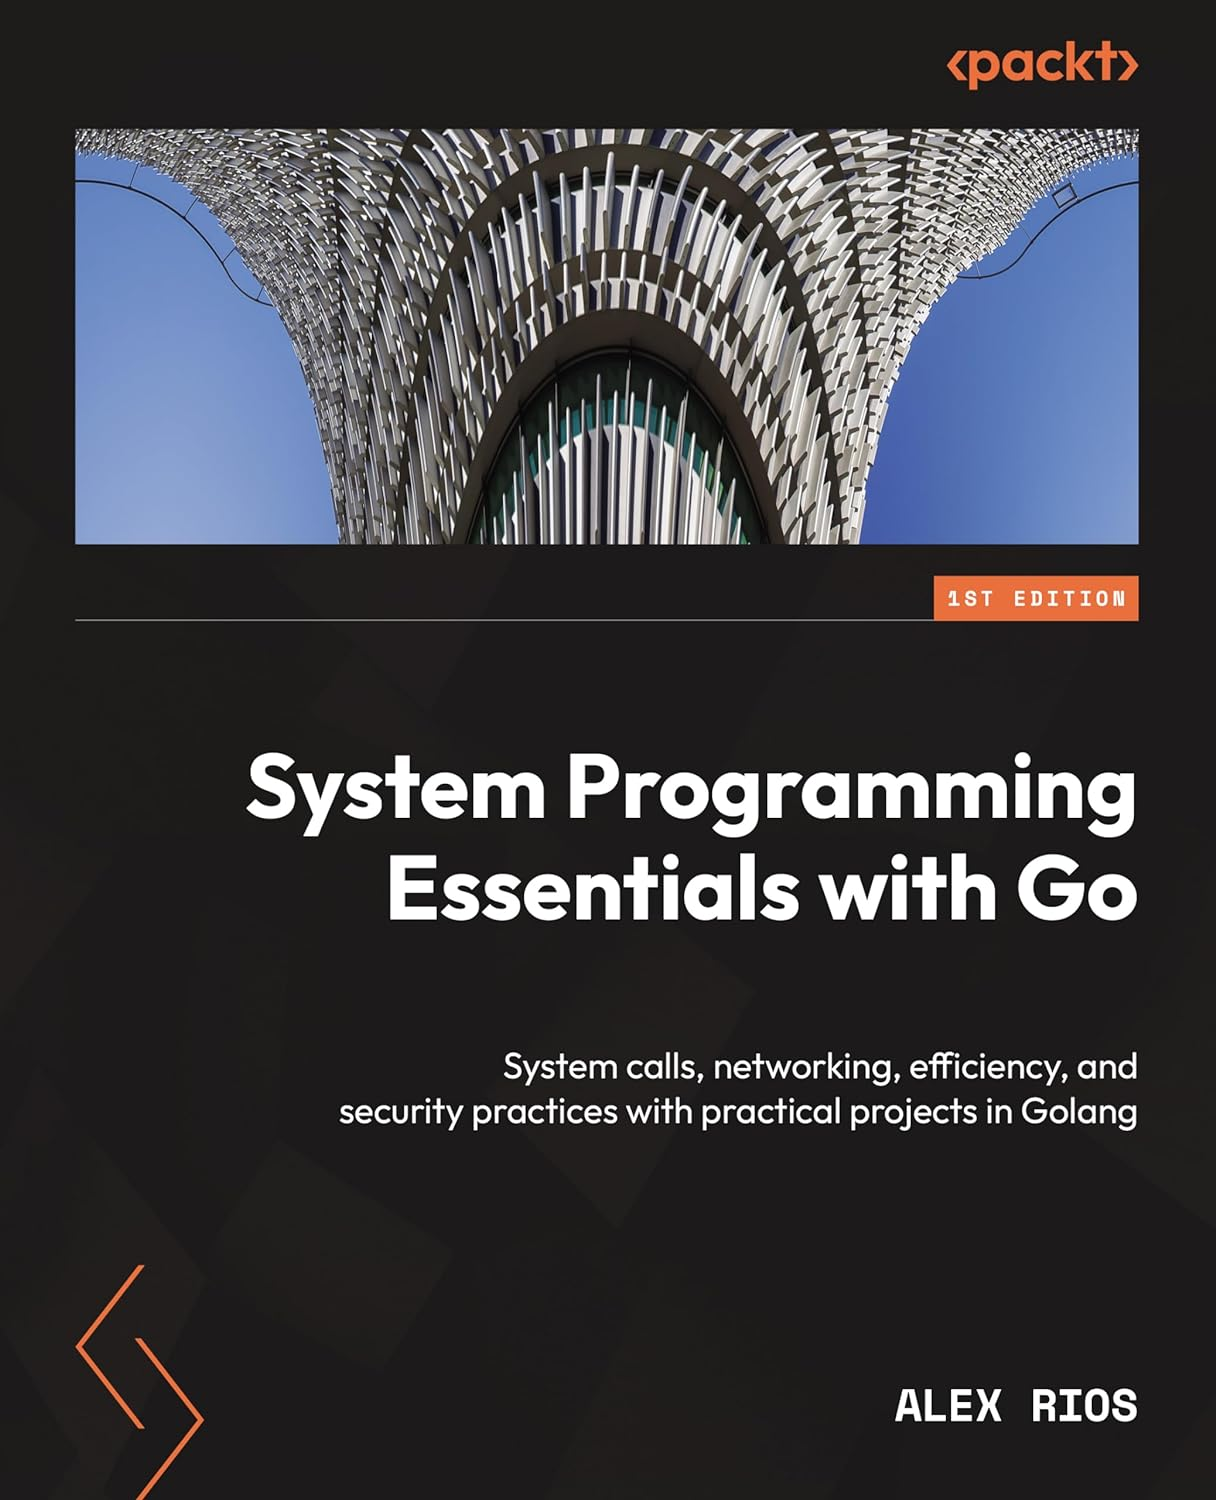 <packt>
1ST EDITION
System Programming
Essentials with Go
System calls, networking, efficiency, and
security practices with practical projects in Golang
ALEX RIOS